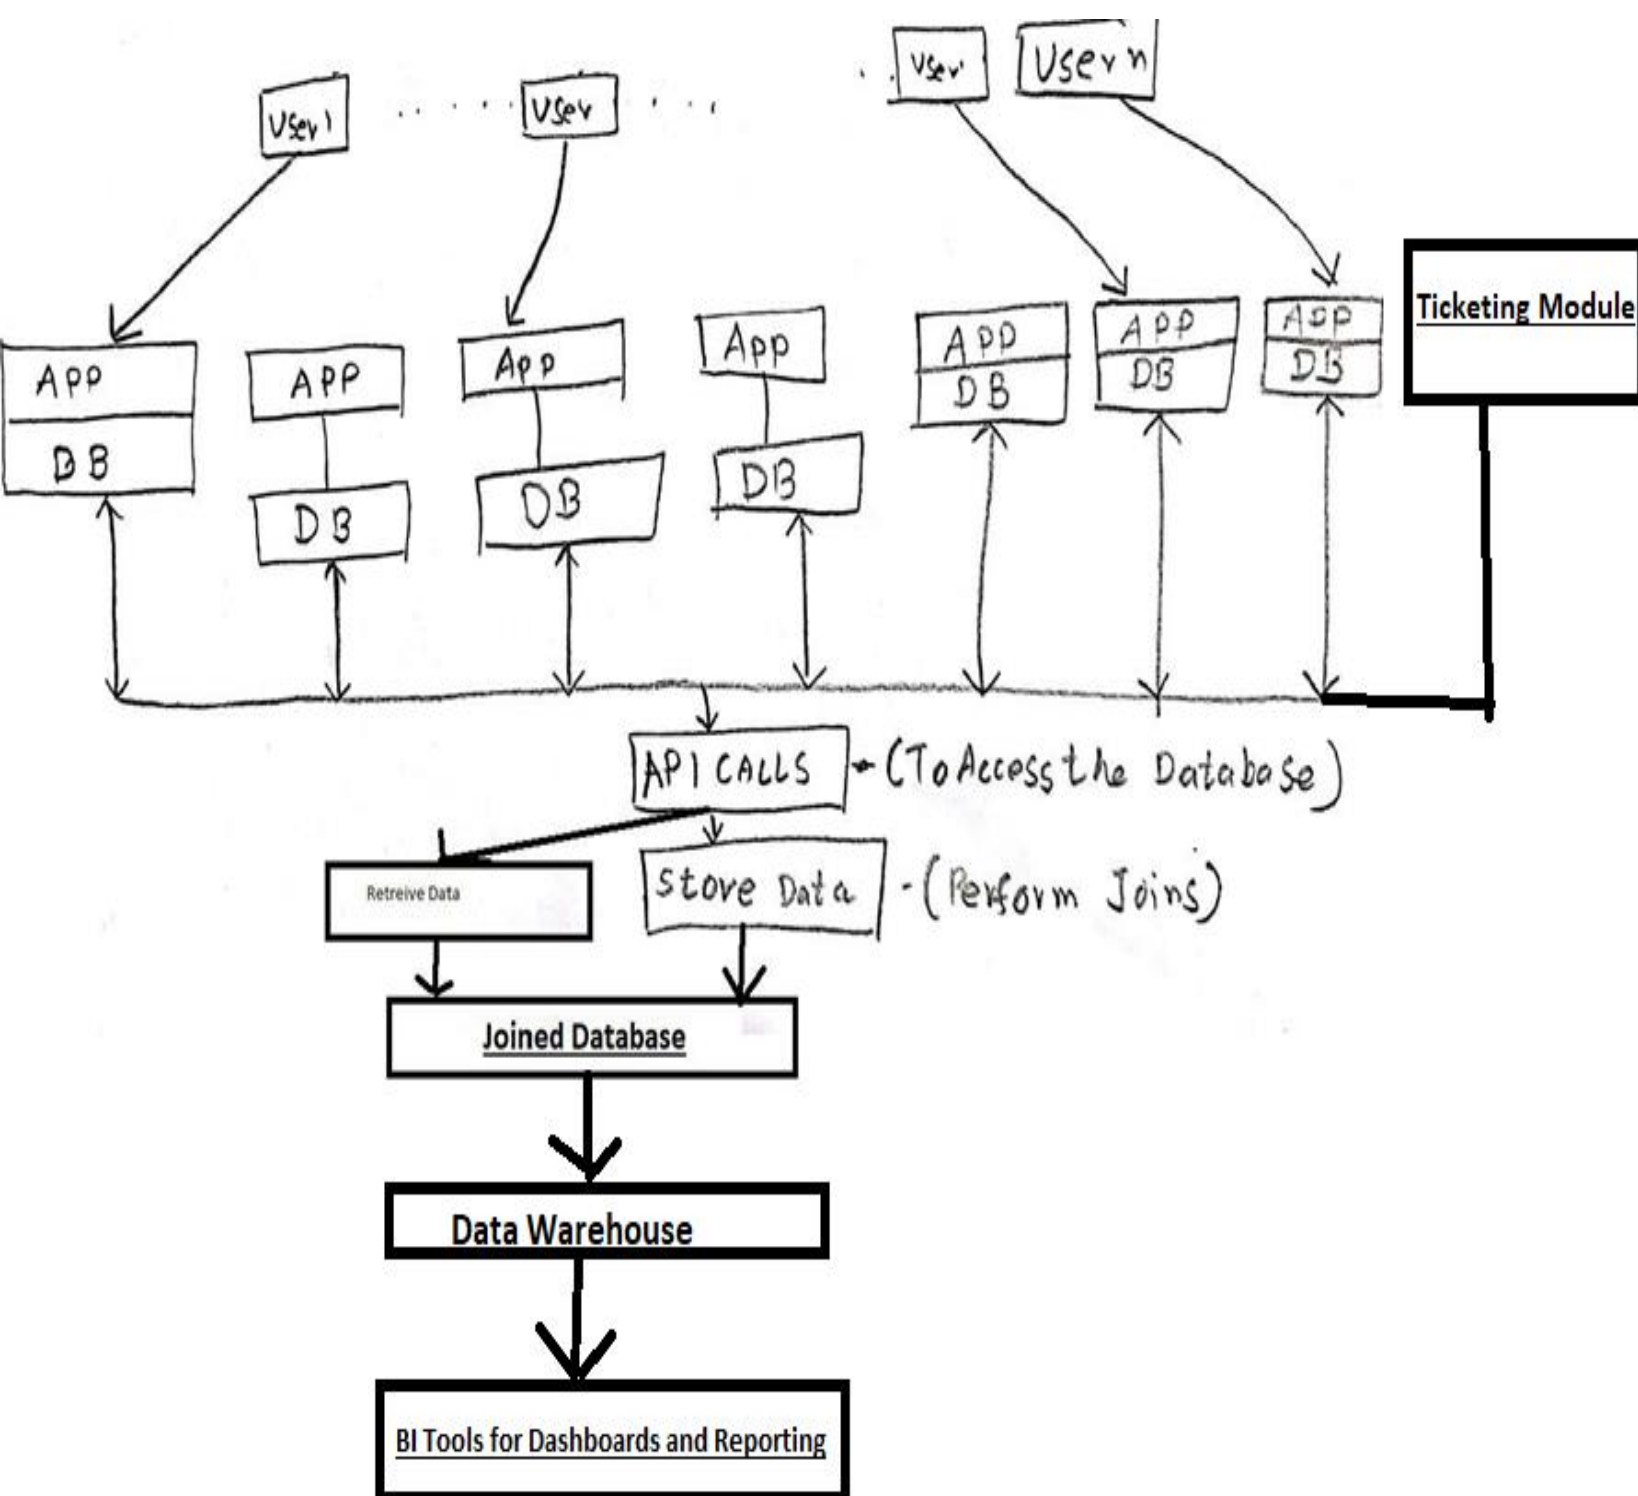 User1
User
User
User n
Ticketing Module
APP
DB
APP
DB
App
DB
App
DB
APP
DB
APP
DB
APP
DB
API CALLS - (To Access the Database)
Retreive Data
Store Data - (Perform Joins)
Joined Database
Data Warehouse
BI Tools for Dashboards and Reporting